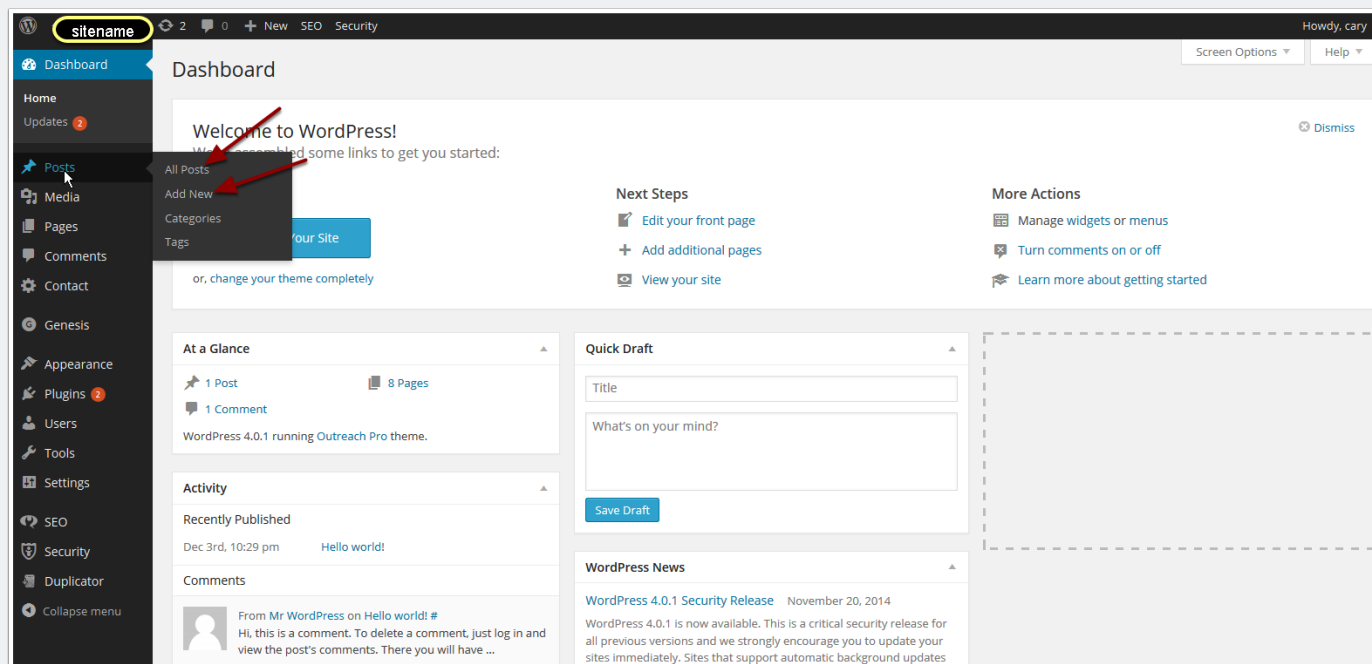 sitename 2 0 New SEO Security Howdy, cary
Dashboard
Home
Updates 2
Posts
Media
Pages
Comments
Contact
Genesis
Appearance
Plugins 2
Users
Tools
Settings
SEO
Security
Duplicator
Collapse menu
All Posts
Add New
Categories
Tags
Screen Options Help
Dashboard
Welcome to WordPress!
assembled some links to get you started:
Dismiss
Your Site
or, change your theme completely
Next Steps
Edit your front page
Add additional pages
View your site
More Actions
Manage widgets or menus
Turn comments on or off
Learn more about getting started
At a Glance
1 Post 8 Pages
1 Comment
WordPress 4.0.1 running Outreach Pro theme.
Activity
Recently Published
Dec 3rd, 10:29 pm Hello world!
Comments
From Mr WordPress on Hello world! #
Hi, this is a comment. To delete a comment, just log in and
view the post's comments. There you will have ...
Quick Draft
Title
What's on your mind?
Save Draft
WordPress News
WordPress 4.0.1 Security Release November 20, 2014
WordPress 4.0.1 is now available. This is a critical security release for
all previous versions and we strongly encourage you to update your
sites immediately. Sites that support automatic background updates